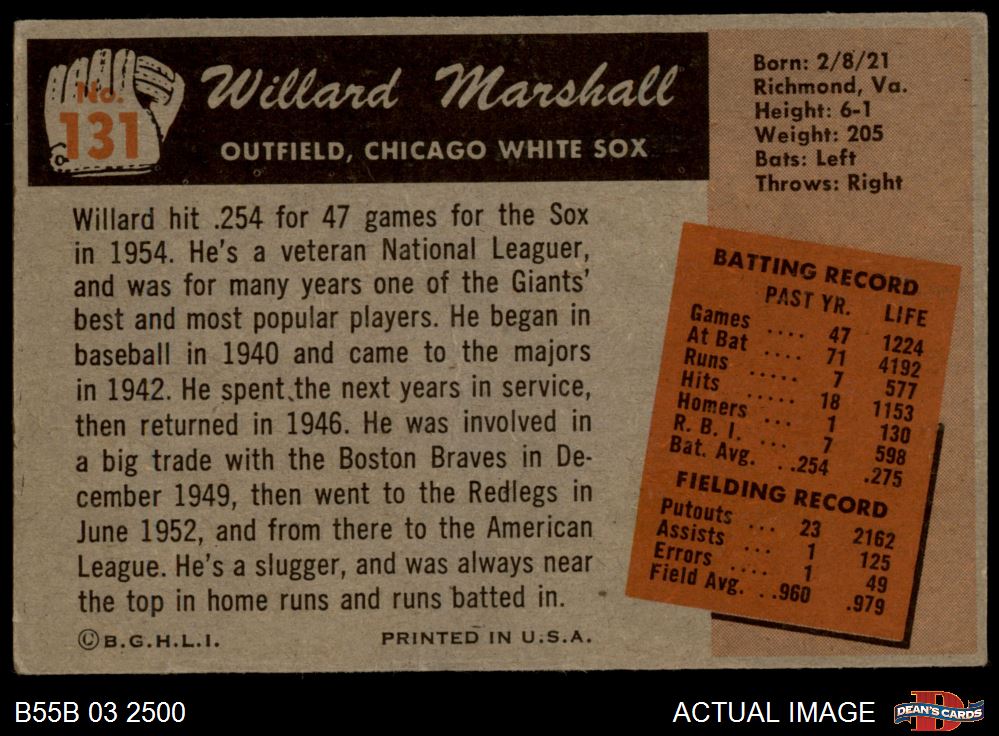 No.
131
Willard Marshall
OUTFIELD, CHICAGO WHITE SOX
Born: 2/8/21
Richmond, Va.
Height: 6-1
Weight: 205
Bats: Left
Throws: Right
Willard hit .254 for 47 games for the Sox
in 1954. He's a veteran National Leaguer,
and was for many years one of the Giants'
best and most popular players. He began in
baseball in 1940 and came to the majors
in 1942. He spent the next years in service,
then returned in 1946. He was involved in
a big trade with the Boston Braves in De-
cember 1949, then went to the Redlegs in
June 1952, and from there to the American
League. He's a slugger, and was always near
the top in home runs and runs batted in.
©B.G.H.L.I. PRINTED IN U.S.A.
BATTING RECORD
PAST YR. LIFE
Games .... 47 1224
At Bat .... 71 4192
Runs ..... 7 577
Hits ..... 18 1153
Homers ... 1 130
R. B. I. ... 7 598
Bat. Avg. ..254 .275
FIELDING RECORD
Putouts ... 23 2162
Assists ... 1 125
Errors .... 1 49
Field Avg. ..960 .979
B55B 03 2500 ACTUAL IMAGE DEAN'S CARDS